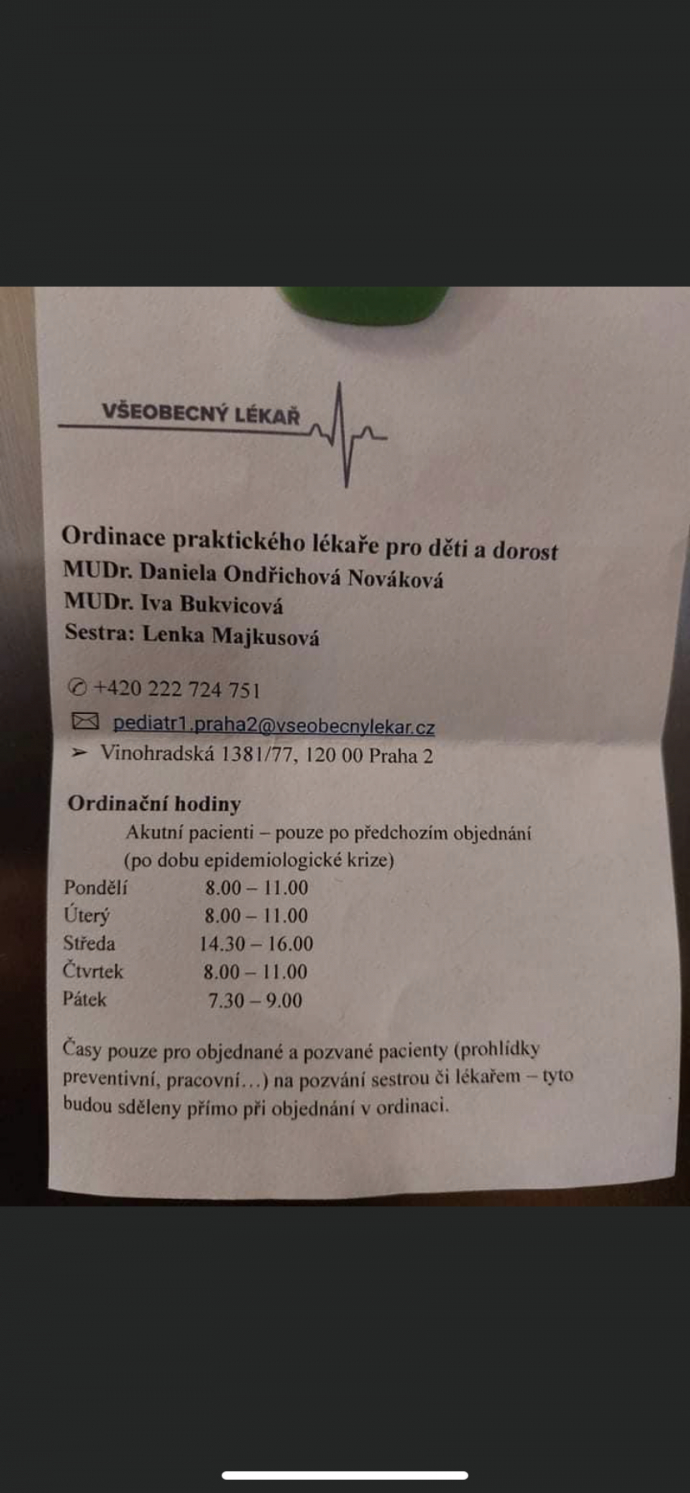 VŠEOBECNÝ LÉKAŘ
Ordinace praktického lékaře pro děti a dorost
MUDr. Daniela Ondřichová Nováková
MUDr. Iva Bukvicová
Sestra: Lenka Majkusová
✆ +420 222 724 751
✉ pediatr1.praha2@vseobecnylekar.cz
➢ Vinohradská 1381/77, 120 00 Praha 2
Ordinační hodiny
Akutní pacienti – pouze po předchozím objednání
(po dobu epidemiologické krize)
Pondělí 8.00 – 11.00
Úterý 8.00 – 11.00
Středa 14.30 – 16.00
Čtvrtek 8.00 – 11.00
Pátek 7.30 – 9.00
Časy pouze pro objednané a pozvané pacienty (prohlídky
preventivní, pracovní…) na pozvání sestrou či lékařem – tyto
budou sděleny přímo při objednání v ordinaci.